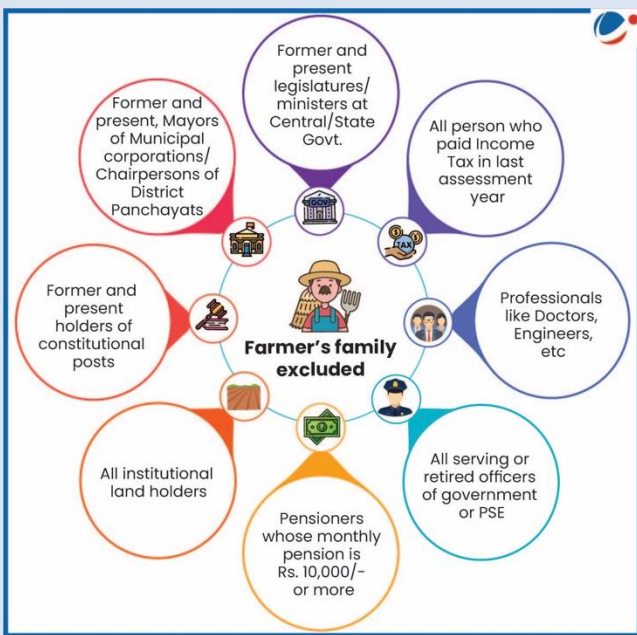 Former and
present
legislatures/
ministers at
Central/State
Govt.
All person who
paid Income
Tax in last
assessment
year
Professionals
like Doctors,
Engineers,
etc
All serving or
retired officers
of government
or PSE
Pensioners
whose monthly
pension is
Rs. 10,000/-
or more
All institutional
land holders
Former and
present
holders of
constitutional
posts
Former and
present, Mayors
of Municipal
corporations/
Chairpersons of
District
Panchayats
GOV
TAX
Farmer's family
excluded